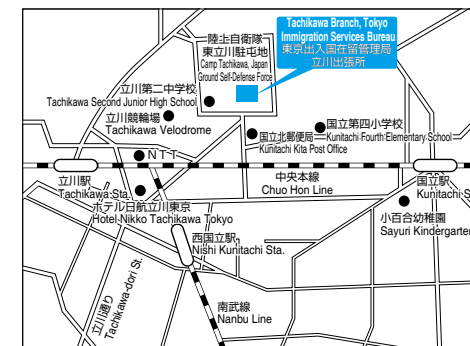 陸上自衛隊
東立川駐屯地
Camp Tachikawa, Japan
Ground Self-Defense Force
Tachikawa Branch, Tokyo
Immigration Services Bureau
東京出入国在留管理局
立川出張所
立川第二中学校
Tachikawa Second Junior High School
立川競輪場
Tachikawa Velodrome
国立第四小学校
Kunitachi Fourth Elementary School
国立北郵便局
Kunitachi Kita Post Office
NTT
立川駅
Tachikawa Sta.
中央本線
Chuo Hon Line
国立駅
Kunitachi S
ホテル日航立川東京
Hotel Nikko Tachikawa Tokyo
小百合幼稚園
Sayuri Kindergarten
西国立駅
Nishi Kunitachi Sta.
立川通り
Tachikawa-dori St.
南武線
Nanbu Line